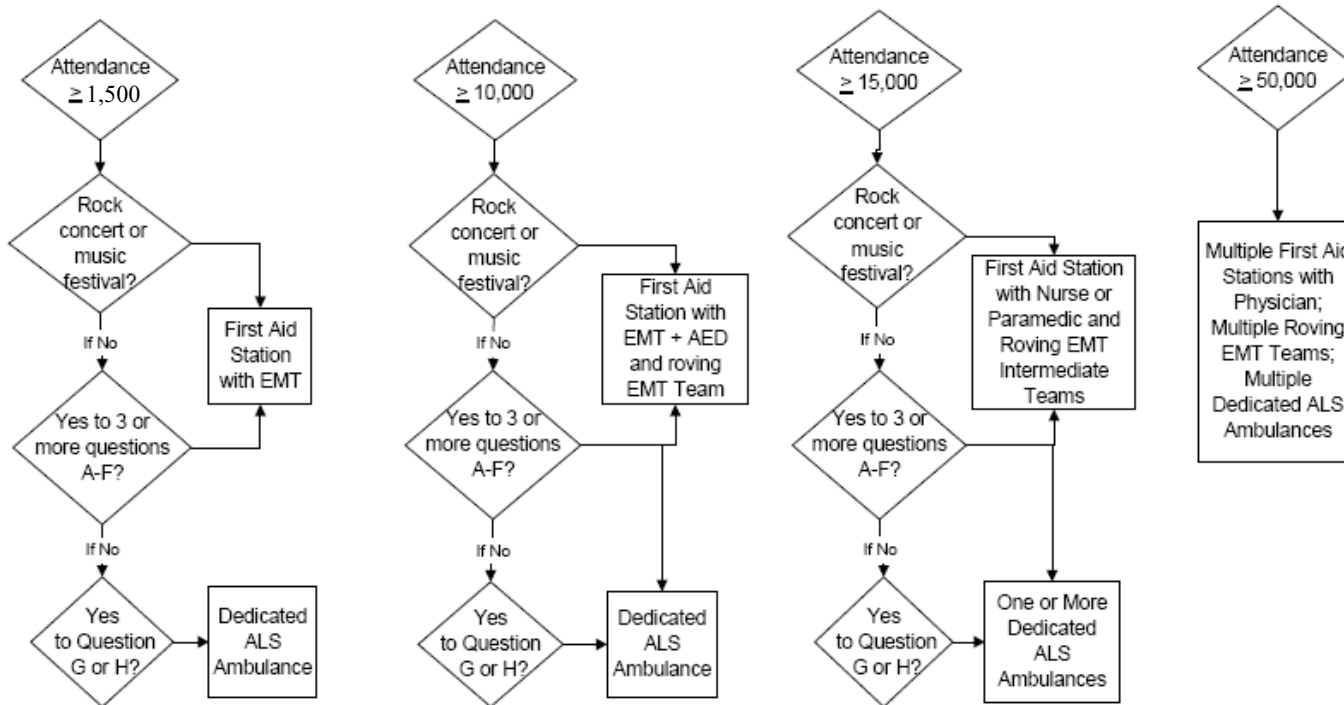 Attendance
≥ 1,500
Rock
concert or
music
festival?
If No
First Aid
Station
with EMT
Yes to 3 or
more questions
A-F?
If No
Yes
to Question
G or H?
Dedicated
ALS
Ambulance
Attendance
≥ 10,000
Rock
concert or
music
festival?
If No
First Aid
Station with
EMT + AED
and roving
EMT Team
Yes to 3 or
more questions
A-F?
If No
Yes
to Question
G or H?
Dedicated
ALS
Ambulance
Attendance
≥ 15,000
Rock
concert or
music
festival?
If No
First Aid Station
with Nurse or
Paramedic and
Roving EMT
Intermediate
Teams
Yes to 3 or
more questions
A-F?
If No
Yes
to Question
G or H?
One or More
Dedicated
ALS
Ambulances
Attendance
≥ 50,000
Multiple First Aid
Stations with
Physician;
Multiple Roving
EMT Teams;
Multiple
Dedicated ALS
Ambulances